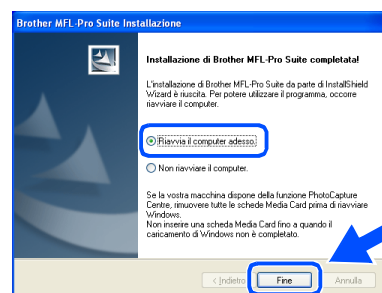 Brother MFL-Pro Suite Installazione
Installazione di Brother MFL-Pro Suite completata!
L'installazione di Brother MFL-Pro Suite da parte di InstallShield
Wizard è riuscita. Per potere utilizzare il programma, occorre
riavviare il computer.
Riavvia il computer adesso.
Non riavviare il computer.
Se la vostra macchina dispone della funzione PhotoCapture
Centre, rimuovere tutte le schede Media Card prima di riavviare
Windows.
Non inserire una scheda Media Card fino a quando il
caricamento di Windows non è completato.
< Indietro
Fine
Annulla